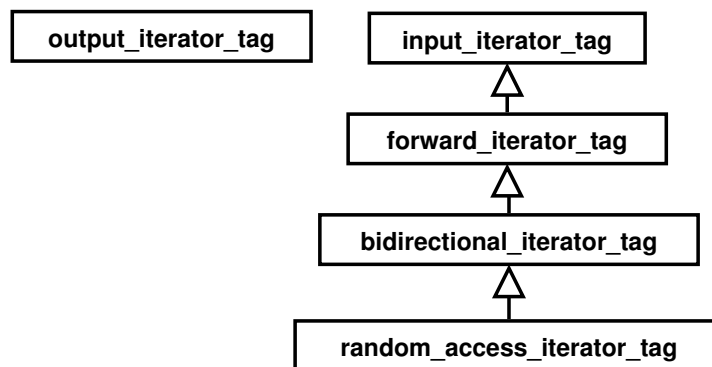 output_iterator_tag
input_iterator_tag
forward_iterator_tag
bidirectional_iterator_tag
random_access_iterator_tag